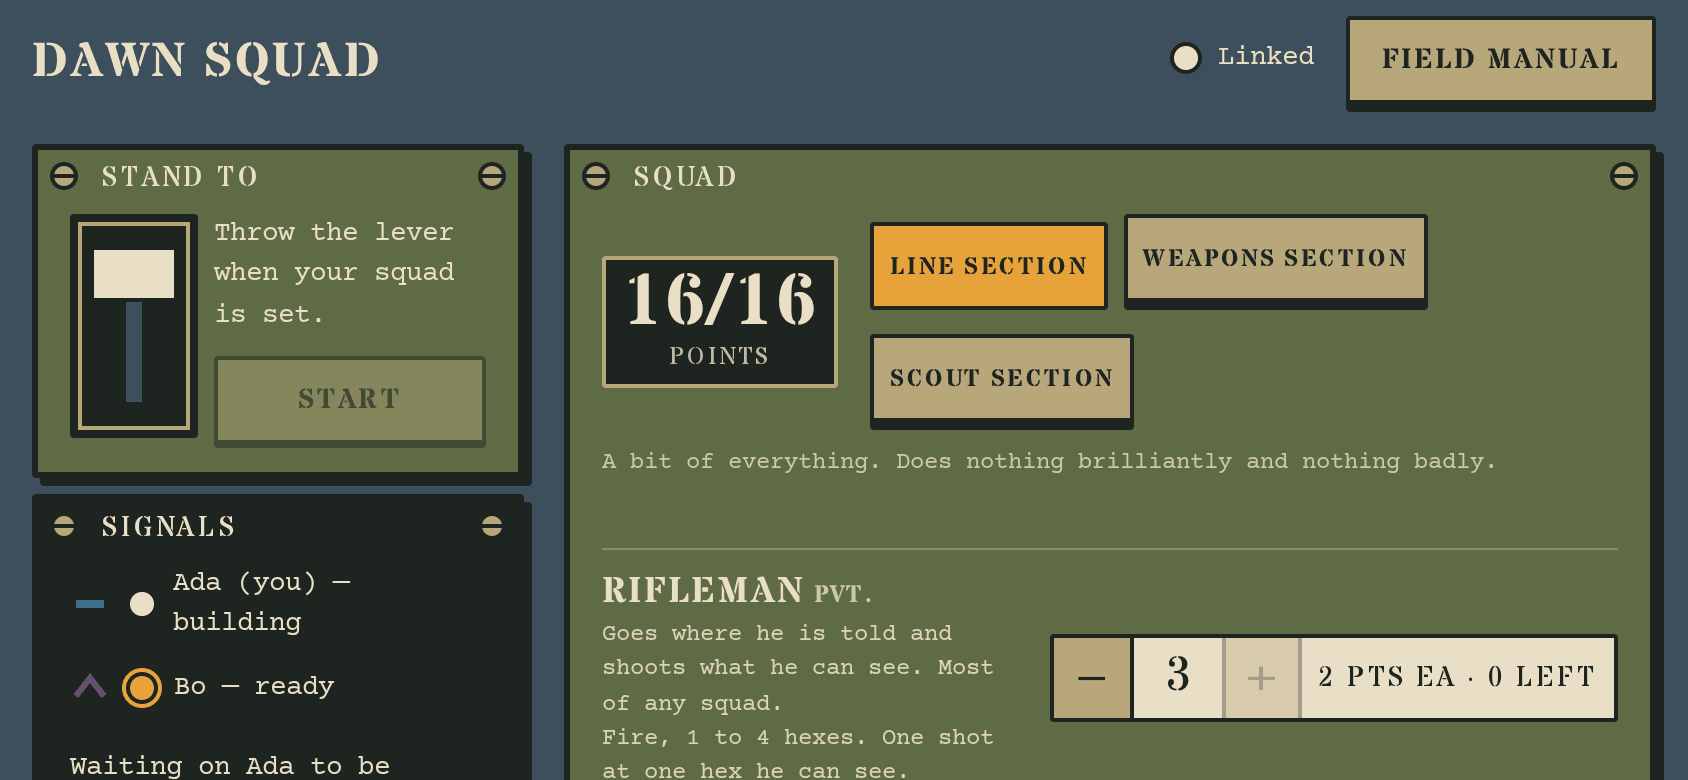 DAWN SQUAD
Linked
FIELD MANUAL
STAND TO
Throw the lever
when your squad
is set.
START
SIGNALS
Ada (you) —
building
Bo — ready
Waiting on Ada to be
SQUAD
16/16
POINTS
LINE SECTION
WEAPONS SECTION
SCOUT SECTION
A bit of everything. Does nothing brilliantly and nothing badly.
RIFLEMAN PVT.
Goes where he is told and
shoots what he can see. Most
of any squad.
Fire, 1 to 4 hexes. One shot
at one hex he can see.
− 3 + 2 PTS EA · 0 LEFT